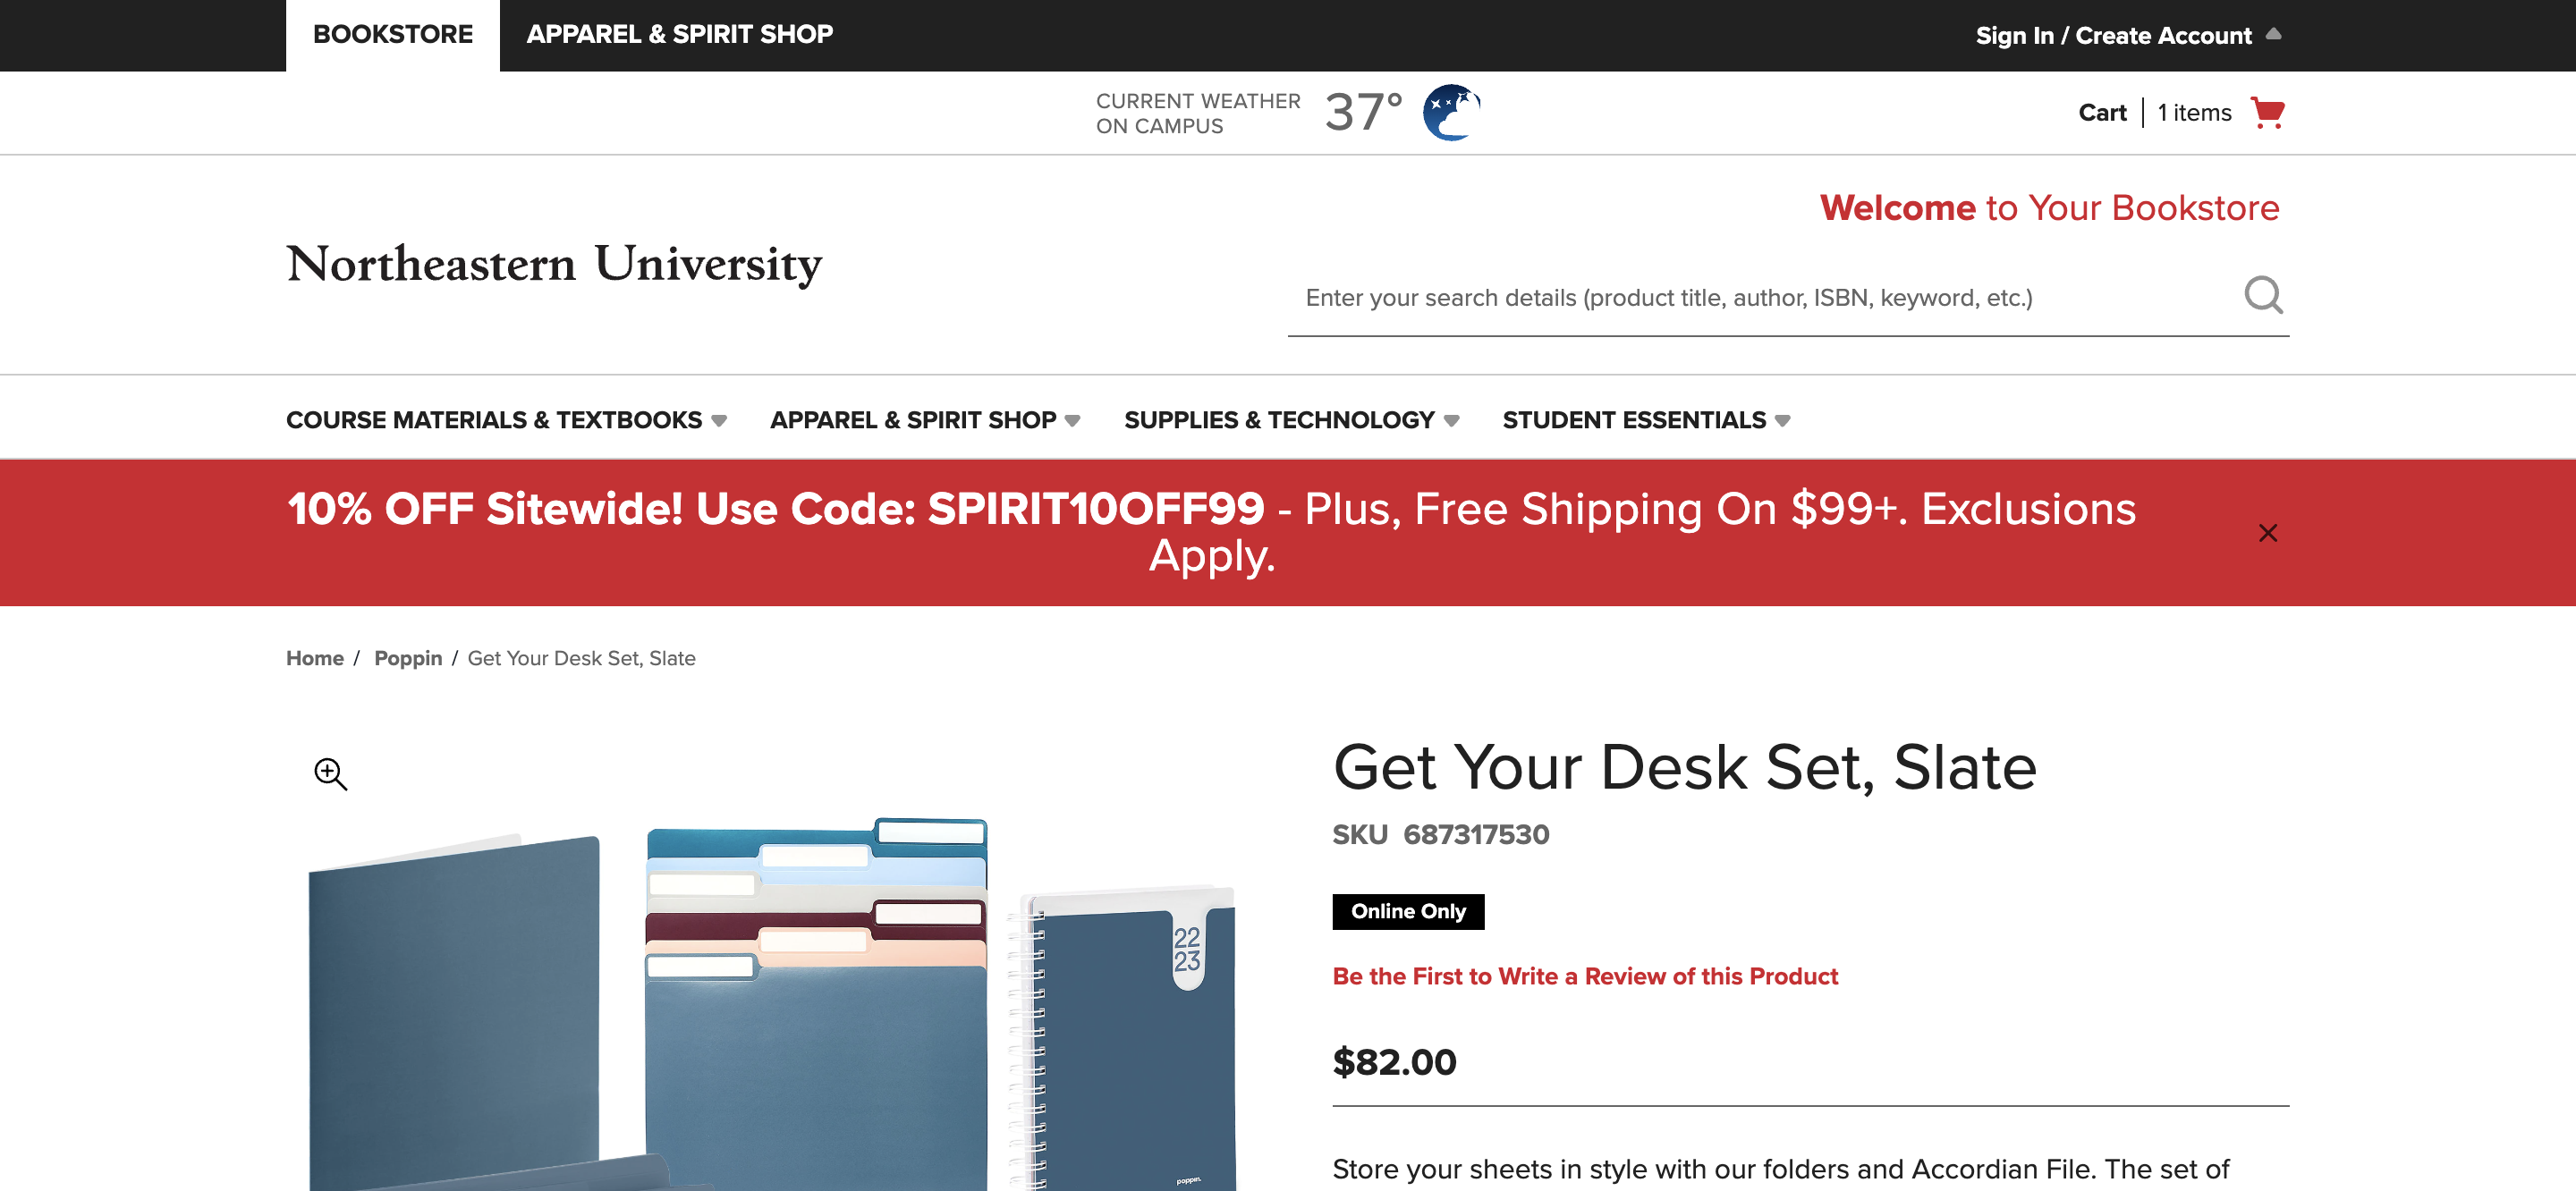 BOOKSTORE
APPAREL & SPIRIT SHOP
Sign In / Create Account
CURRENT WEATHER
ON CAMPUS
37°
Cart
1 items
Welcome to Your Bookstore
Northeastern University
Enter your search details (product title, author, ISBN, keyword, etc.)
COURSE MATERIALS & TEXTBOOKS
APPAREL & SPIRIT SHOP
SUPPLIES & TECHNOLOGY
STUDENT ESSENTIALS
10% OFF Sitewide! Use Code: SPIRIT10OFF99 - Plus, Free Shipping On $99+. Exclusions
Apply.
Home / Poppin / Get Your Desk Set, Slate
Get Your Desk Set, Slate
SKU 687317530
Online Only
Be the First to Write a Review of this Product
$82.00
Store your sheets in style with our folders and Accordian File. The set of
22
23
poppin.